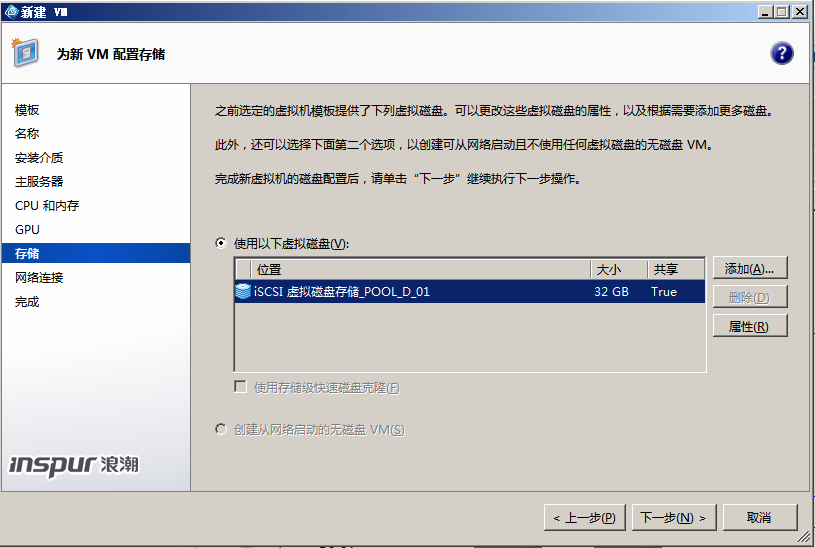 新建 VM
为新 VM 配置存储
模板
名称
安装介质
主服务器
CPU 和内存
GPU
存储
网络连接
完成
inspur 浪潮
之前选定的虚拟机模板提供了下列虚拟磁盘。可以更改这些虚拟磁盘的属性，以及根据需要添加更多磁盘。
此外，还可以选择下面第二个选项，以创建可从网络启动且不使用任何虚拟磁盘的无磁盘 VM。
完成新虚拟机的磁盘配置后，请单击“下一步”继续执行下一步操作。
使用以下虚拟磁盘(V):
位置 大小 共享
iSCSI 虚拟磁盘存储_POOL_D_01 32 GB True
添加(A)...
删除(D)
属性(R)
使用存储级快速磁盘克隆(F)
创建从网络启动的无磁盘 VM(S)
< 上一步(P) 下一步(N) > 取消